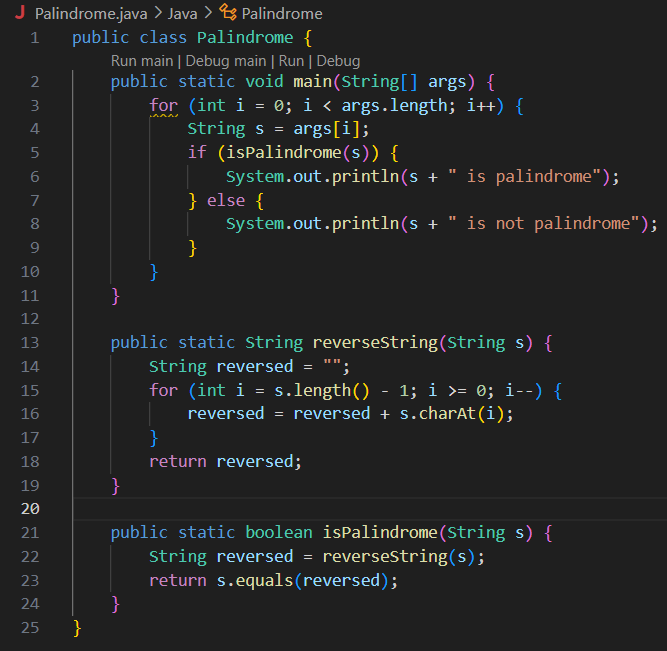 Palindrome.java > Java > Palindrome
1 public class Palindrome {
Run main | Debug main | Run | Debug
2     public static void main(String[] args) {
3         for (int i = 0; i < args.length; i++) {
4             String s = args[i];
5             if (isPalindrome(s)) {
6                 System.out.println(s + " is palindrome");
7             } else {
8                 System.out.println(s + " is not palindrome");
9             }
10         }
11     }
12
13     public static String reverseString(String s) {
14         String reversed = "";
15         for (int i = s.length() - 1; i >= 0; i--) {
16             reversed = reversed + s.charAt(i);
17         }
18         return reversed;
19     }
20
21     public static boolean isPalindrome(String s) {
22         String reversed = reverseString(s);
23         return s.equals(reversed);
24     }
25 }